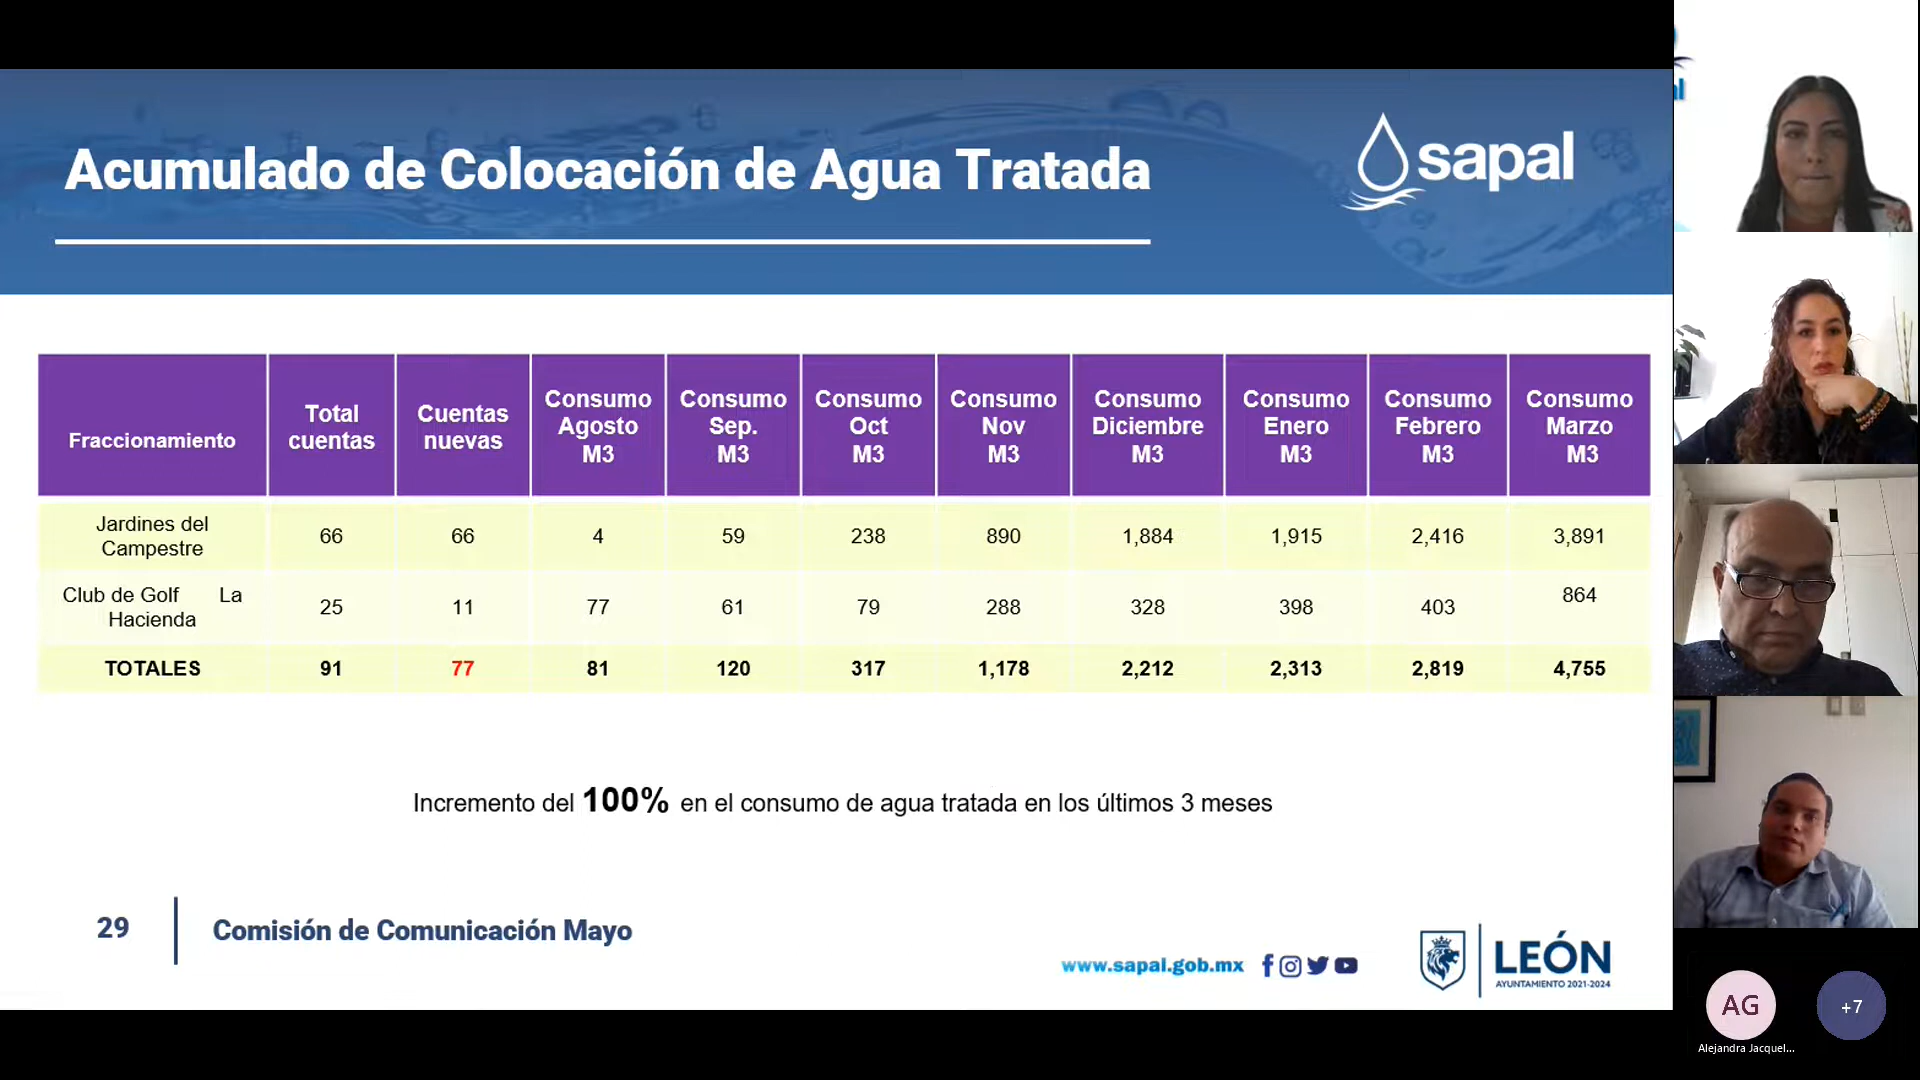 Acumulado de Colocación de Agua Tratada
sapal
Fraccionamiento
Total
cuentas
Cuentas
nuevas
Consumo
Agosto
M3
Consumo
Sep.
M3
Consumo
Oct
M3
Consumo
Nov
M3
Consumo
Diciembre
M3
Consumo
Enero
M3
Consumo
Febrero
M3
Consumo
Marzo
M3
Jardines del
Campestre
66
66
4
59
238
890
1,884
1,915
2,416
3,891
Club de Golf La
Hacienda
25
11
77
61
79
288
328
398
403
864
TOTALES
91
77
81
120
317
1,178
2,212
2,313
2,819
4,755
Incremento del 100% en el consumo de agua tratada en los últimos 3 meses
29
Comisión de Comunicación Mayo
www.sapal.gob.mx
LEÓN
AYUNTAMIENTO 2021-2024
AG
+7
Alejandra Jacquel...